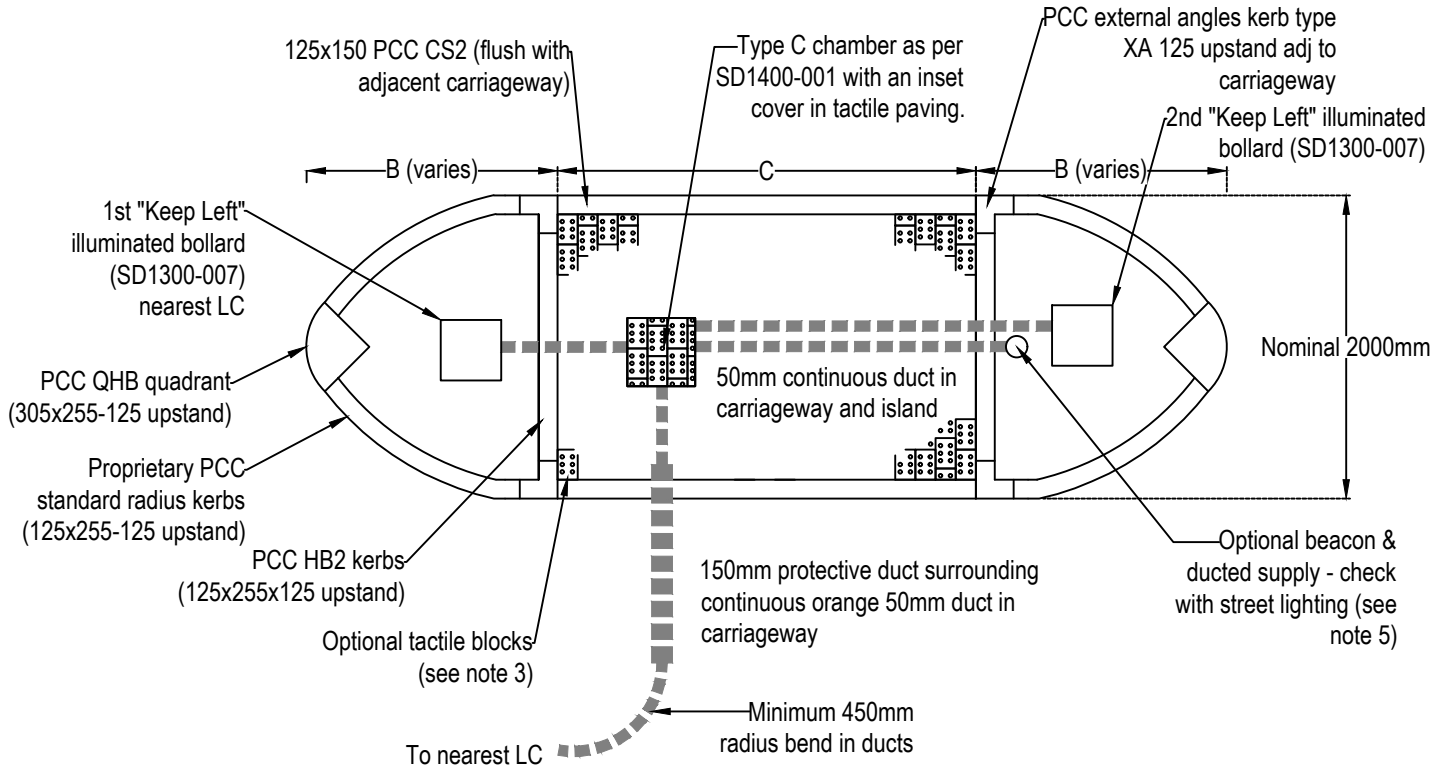 125x150 PCC CS2 (flush with
adjacent carriageway)
Type C chamber as per
SD1400-001 with an inset
cover in tactile paving.
PCC external angles kerb type
XA 125 upstand adj to
carriageway
2nd "Keep Left" illuminated
bollard (SD1300-007)
B (varies)
C
B (varies)
1st "Keep Left"
illuminated bollard
(SD1300-007)
nearest LC
Nominal 2000mm
PCC QHB quadrant
(305x255-125 upstand)
50mm continuous duct in
carriageway and island
Proprietary PCC
standard radius kerbs
(125x255-125 upstand)
PCC HB2 kerbs
(125x255x125 upstand)
Optional tactile blocks
(see note 3)
150mm protective duct surrounding
continuous orange 50mm duct in
carriageway
Optional beacon &
ducted supply - check
with street lighting (see
note 5)
Minimum 450mm
radius bend in ducts
To nearest LC